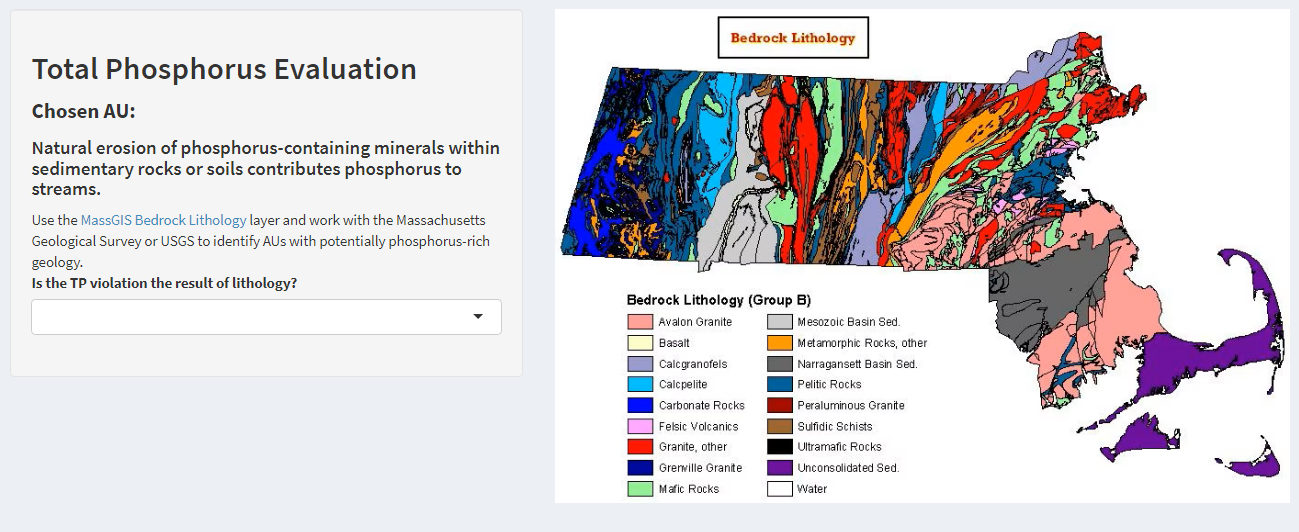 Total Phosphorus Evaluation
Chosen AU:
Natural erosion of phosphorus-containing minerals within
sedimentary rocks or soils contributes phosphorus to
streams.
Use the MassGIS Bedrock Lithology layer and work with the Massachusetts
Geological Survey or USGS to identify AUs with potentially phosphorus-rich
geology.
Is the TP violation the result of lithology?
Bedrock Lithology
Bedrock Lithology (Group B)
Avalon Granite
Basalt
Calcgranofels
Calcpelite
Carbonate Rocks
Felsic Volcanics
Granite, other
Grenville Granite
Mafic Rocks
Mesozoic Basin Sed.
Metamorphic Rocks, other
Narragansett Basin Sed.
Pelitic Rocks
Peraluminous Granite
Sulfidic Schists
Ultramafic Rocks
Unconsolidated Sed.
Water